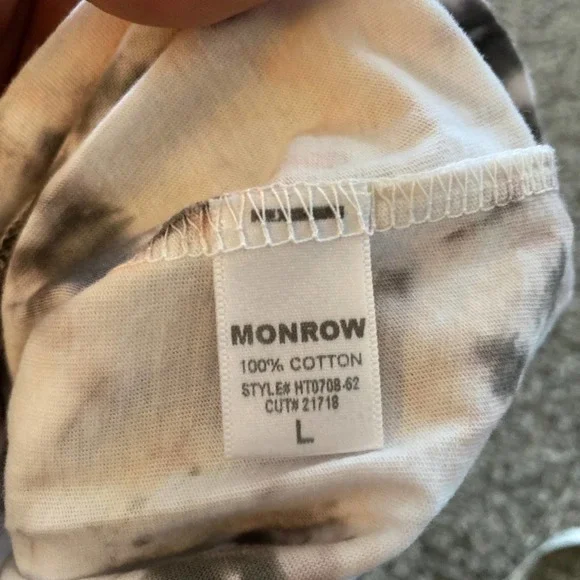 MONROW
100% COTTON
STYLE# HT0708-62
CUT# 21718
L